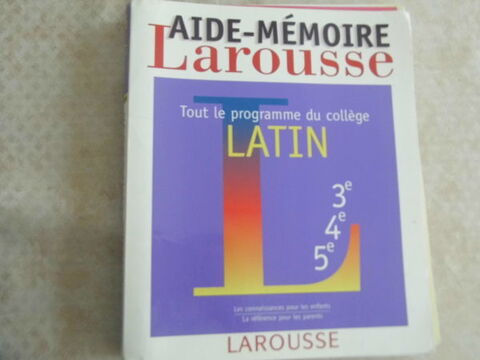 AIDE-MÉMOIRE
Larousse
Tout le programme du collège
LATIN
3e
4e
5e
L
Les connaissances pour les enfants
La référence pour les parents
LAROUSSE